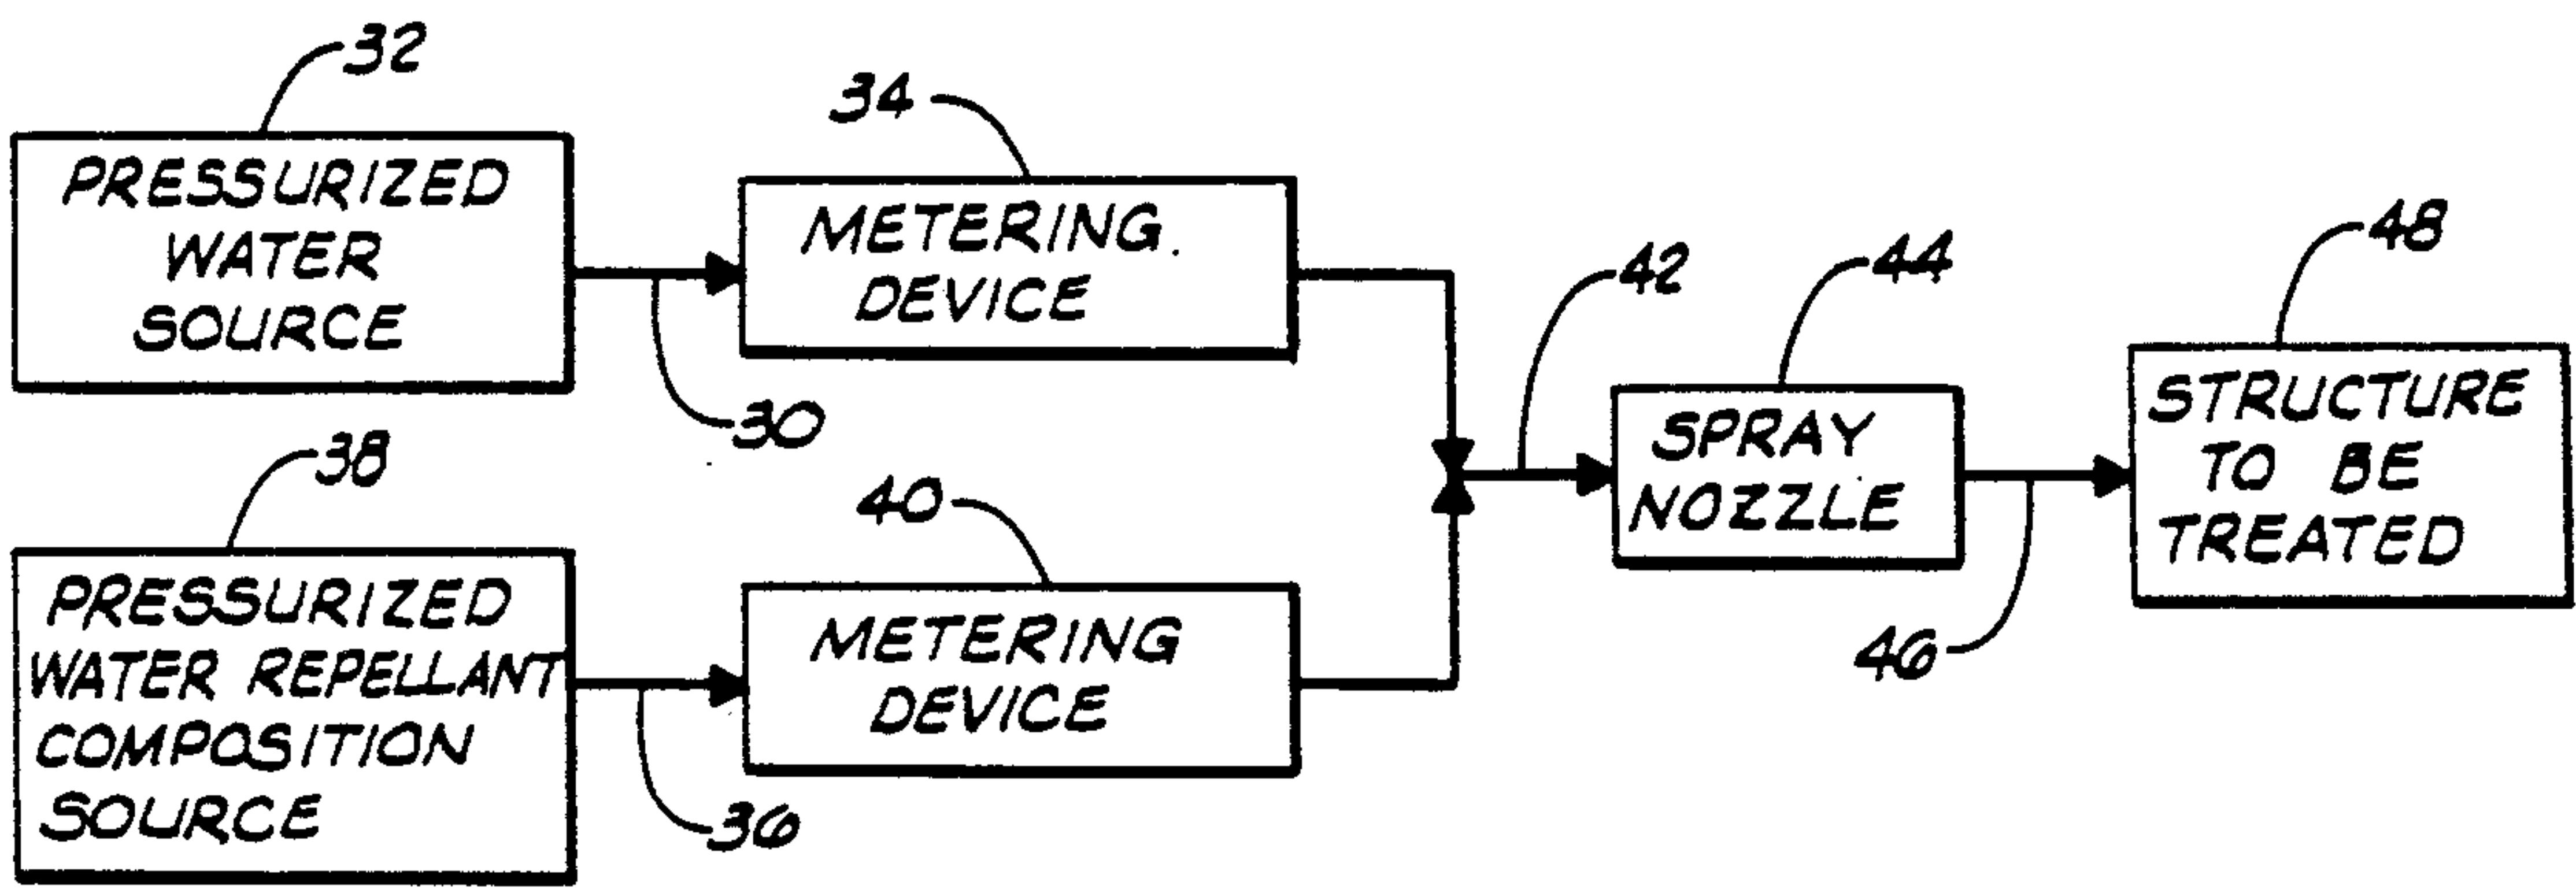 32
PRESSURIZED
WATER
SOURCE
30
34
METERING
DEVICE
38
PRESSURIZED
WATER REPELLANT
COMPOSITION
SOURCE
36
40
METERING
DEVICE
42
44
SPRAY
NOZZLE
46
48
STRUCTURE
TO BE
TREATED